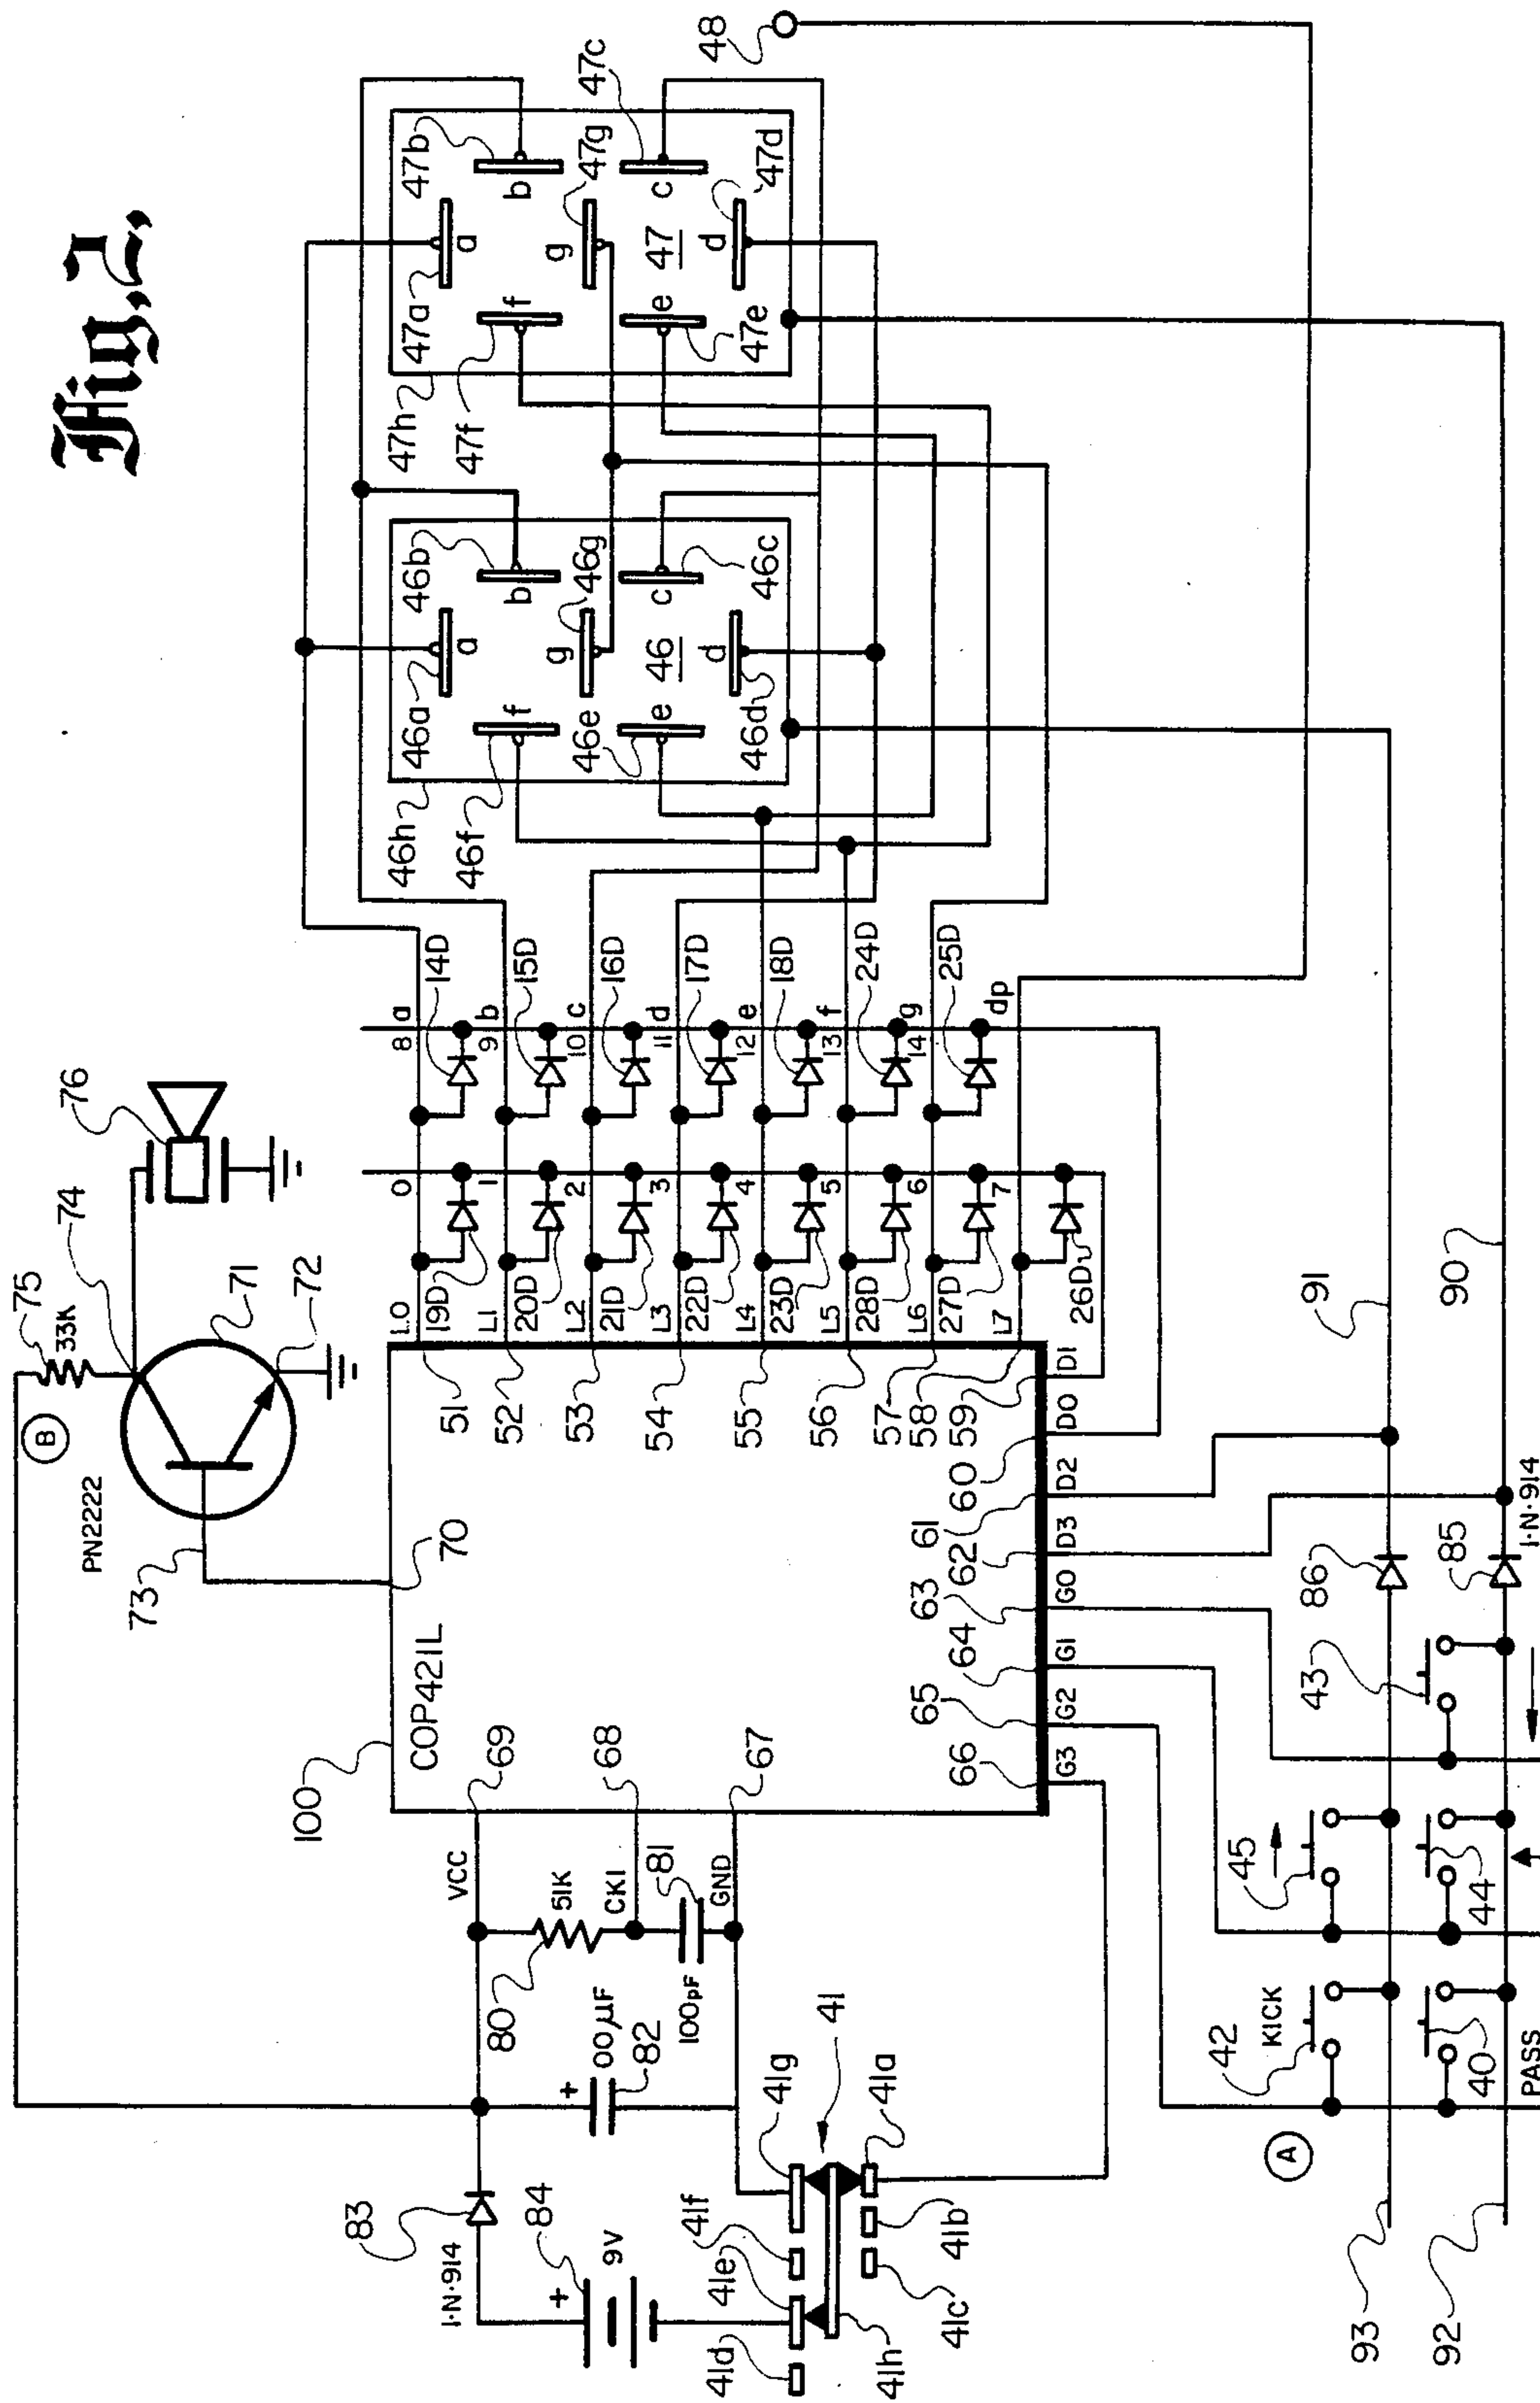 Fig. 2,
48
47c
47b
47g
47d
47a
47f
47e
47h
47
a
b
c
d
e
f
g
46b
46g
46c
46a
46e
46d
46h
46f
46
a
b
c
d
e
f
g
76
74
75
33K
71
72
B
PN2222
73
70
8 a
9 b
10 c
11 d
12 e
13 f
14 g
dp
14D
15D
16D
17D
18D
24D
25D
0
1
2
3
4
5
6
7
L0
L1
L2
L3
L4
L5
L6
L7
19D
20D
21D
22D
23D
28D
27D
26D
51
52
53
54
55
56
57
58
59
60
61
62
63
64
65
66
D1
D0
D2
D3
G0
G1
G2
G3
COP421L
100
69
68
67
VCC
51K
CK1
81
GND
80
00μF
82
100pF
+
83
1·N·914
84
9V
+
41
41g
41a
41f
41b
41e
41c
41d
41h
91
90
86
85
1·N·914
43
45
44
42
KICK
40
PASS
A
93
92